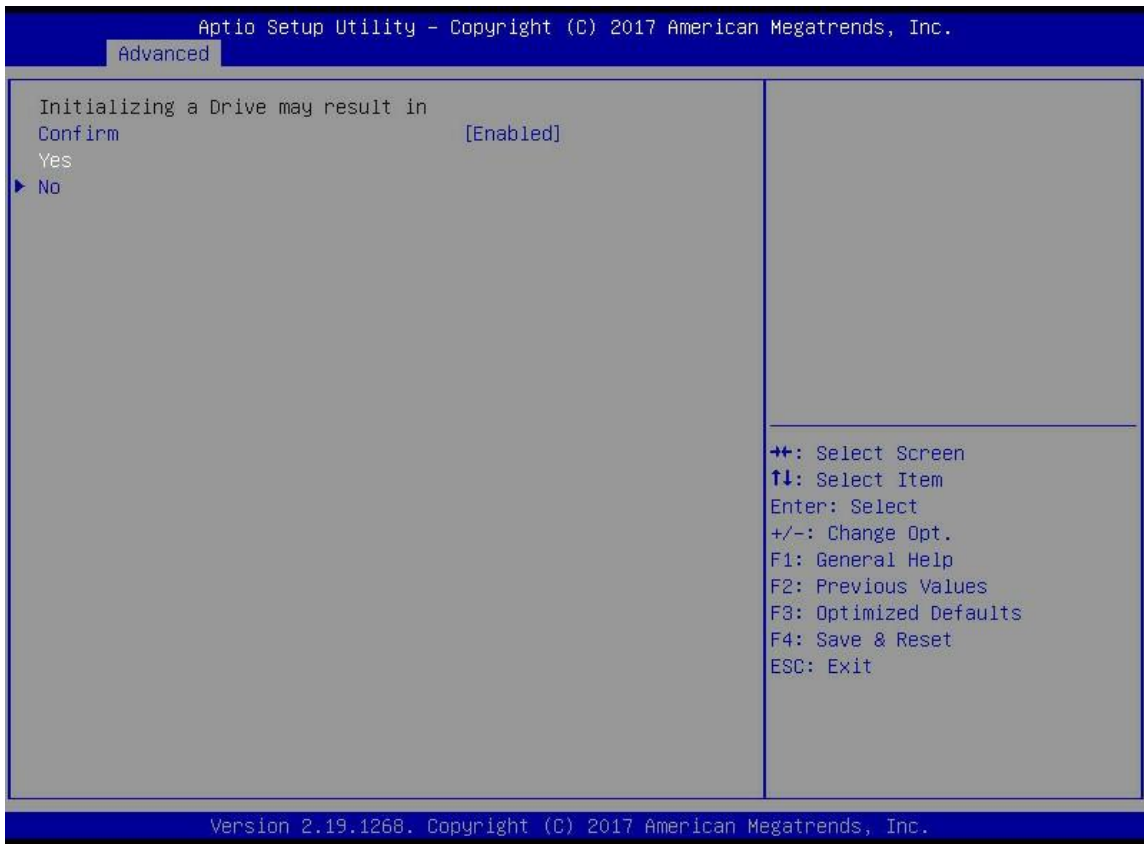 Aptio Setup Utility – Copyright (C) 2017 American Megatrends, Inc.
Advanced
Initializing a Drive may result in
Confirm [Enabled]
Yes
No
→←: Select Screen
↑↓: Select Item
Enter: Select
+/-: Change Opt.
F1: General Help
F2: Previous Values
F3: Optimized Defaults
F4: Save & Reset
ESC: Exit
Version 2.19.1268. Copyright (C) 2017 American Megatrends, Inc.